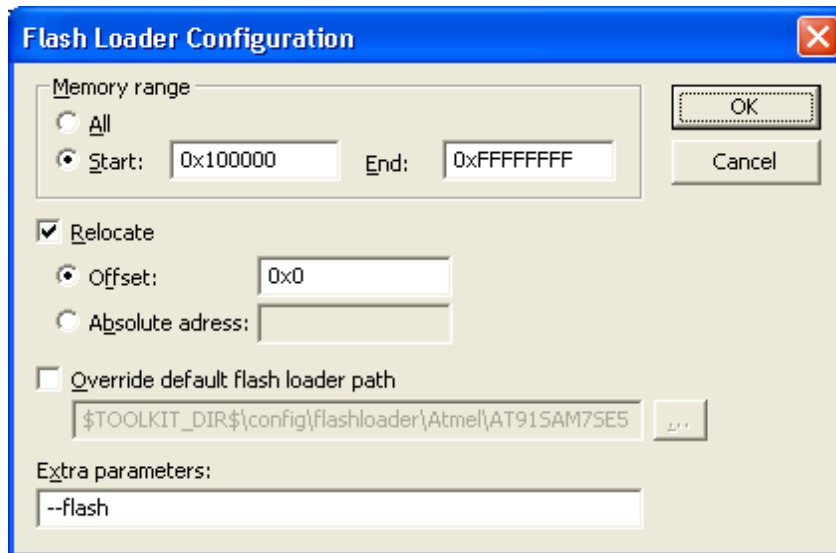 Flash Loader Configuration
Memory range
All
Start: 0x100000 End: 0xFFFFFFFF
OK
Cancel
Relocate
Offset: 0x0
Absolute adress:
Override default flash loader path
$TOOLKIT_DIR$\config\flashloader\Atmel\AT91SAM7SE5
...
Extra parameters:
--flash